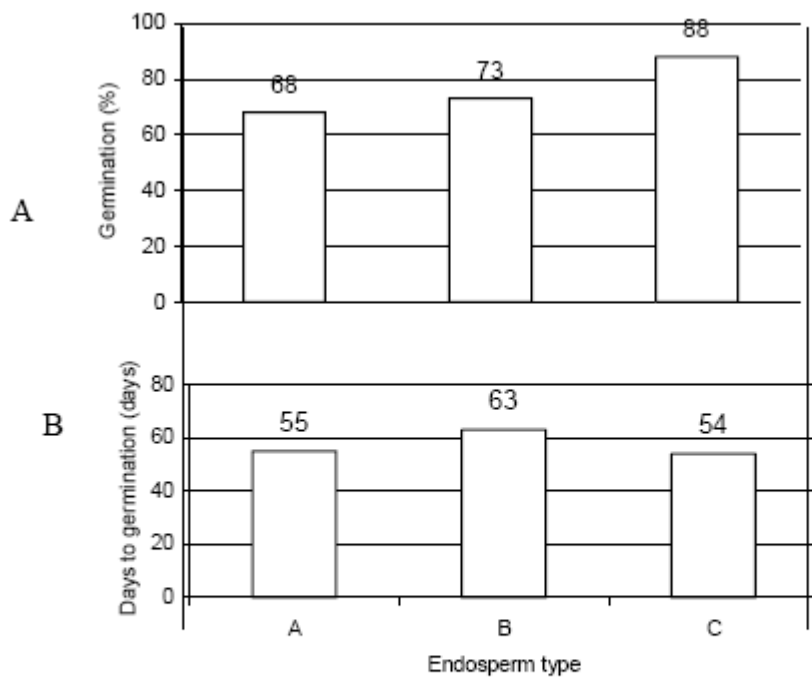 A
Germination (%)
100
80
60
40
20
0
68
73
88
B
Days to germination (days)
80
60
40
20
0
55
63
54
A B C
Endosperm type